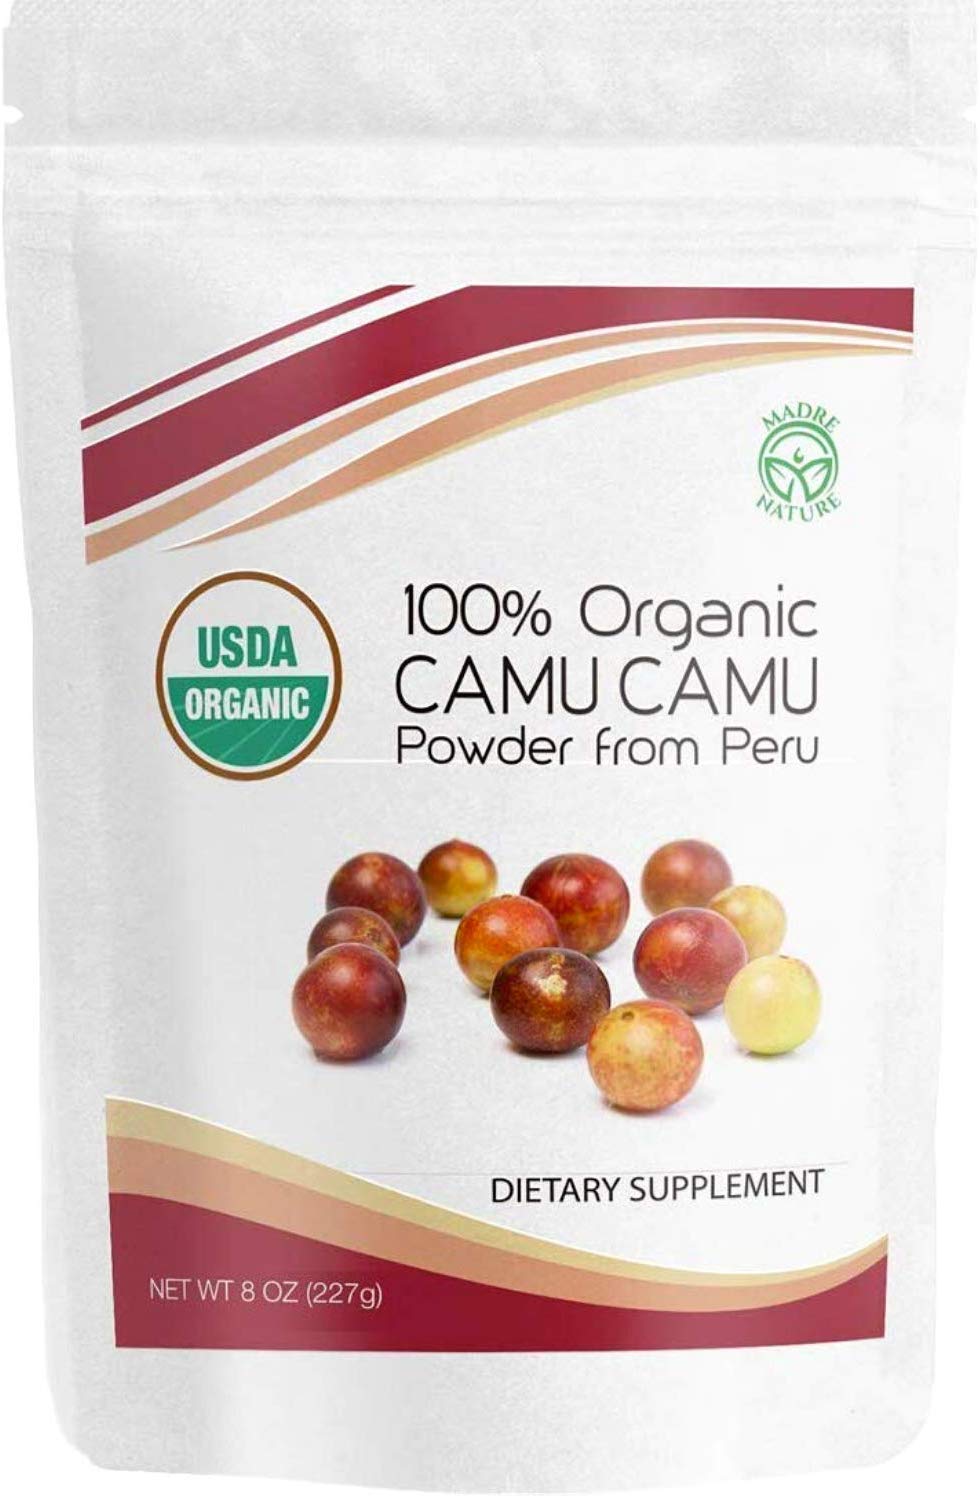 MADRE
NATURE
USDA
ORGANIC
100% Organic
CAMU CAMU
Powder from Peru
DIETARY SUPPLEMENT
NET WT 8 OZ (227g)